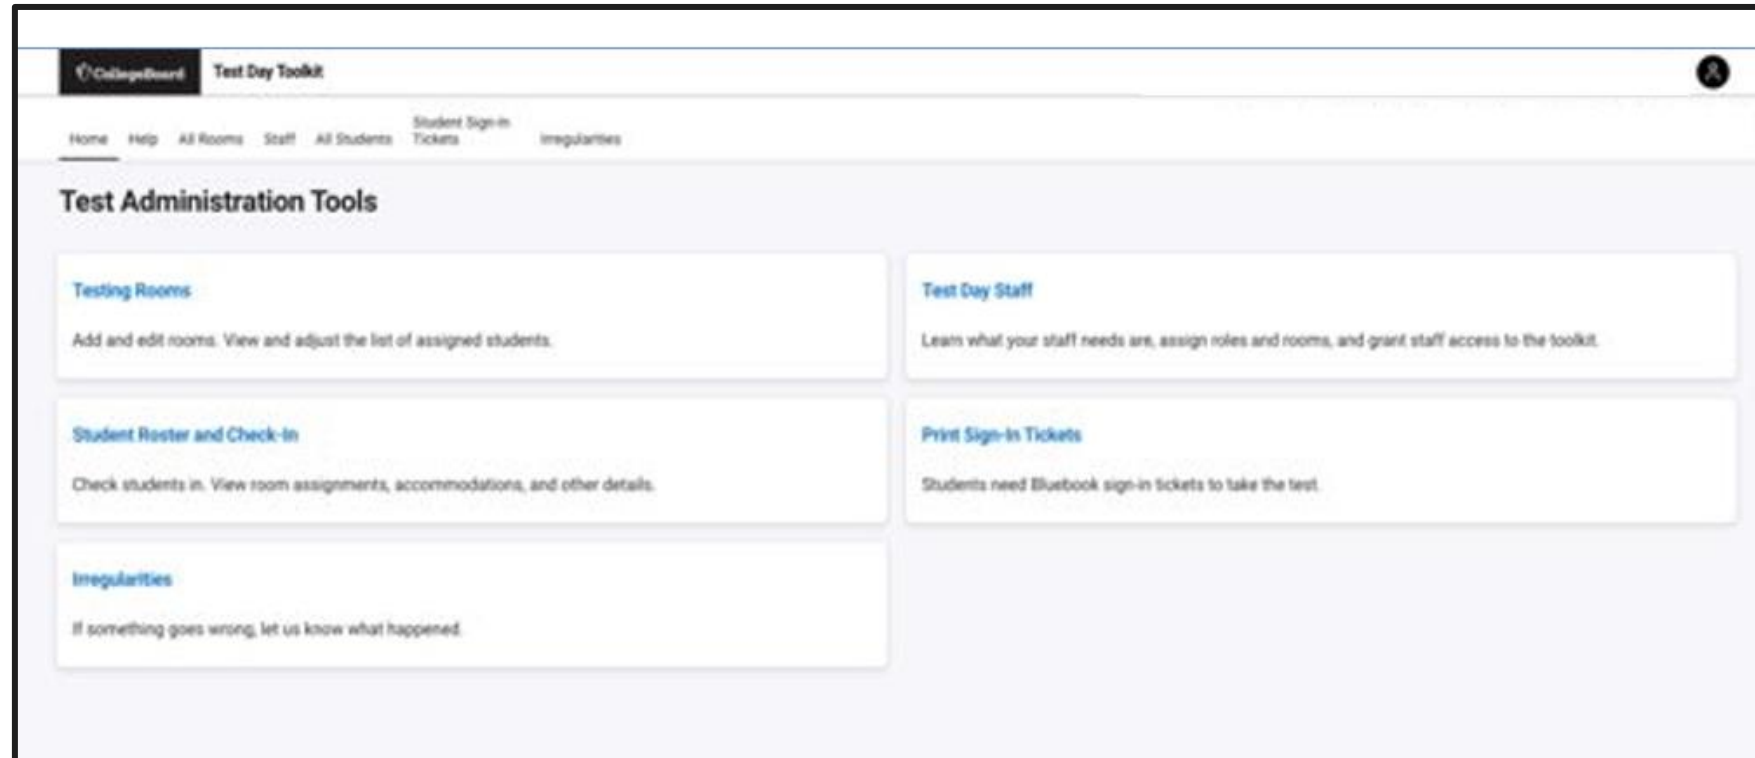 CollegeBoard Test Day Toolkit
Home Help All Rooms Staff All Students Student Sign-In Tickets Irregularities
Test Administration Tools
Testing Rooms
Add and edit rooms. View and adjust the list of assigned students.
Test Day Staff
Learn what your staff needs are, assign roles and rooms, and grant staff access to the toolkit.
Student Roster and Check-In
Check students in. View room assignments, accommodations, and other details.
Print Sign-In Tickets
Students need Bluebook sign-in tickets to take the test.
Irregularities
If something goes wrong, let us know what happened.